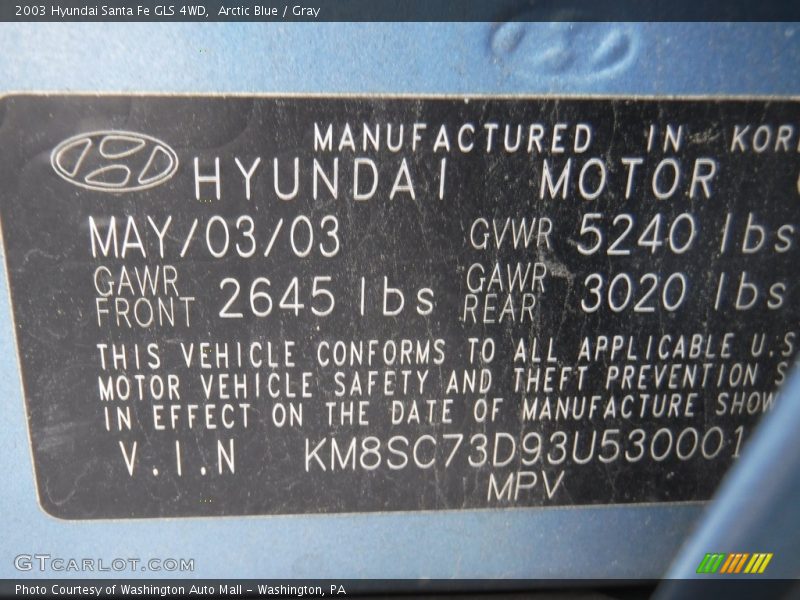 2003 Hyundai Santa Fe GLS 4WD, Arctic Blue / Gray
MANUFACTURED IN KOR
HYUNDAI MOTOR
MAY/03/03 GVWR 5240 lbs
GAWR FRONT 2645 lbs GAWR REAR 3020 lbs
THIS VEHICLE CONFORMS TO ALL APPLICABLE U.S
MOTOR VEHICLE SAFETY AND THEFT PREVENTION S
IN EFFECT ON THE DATE OF MANUFACTURE SHOW
V.I.N KM8SC73D93U530001
MPV
GTCARLOT.COM
Photo Courtesy of Washington Auto Mall - Washington, PA